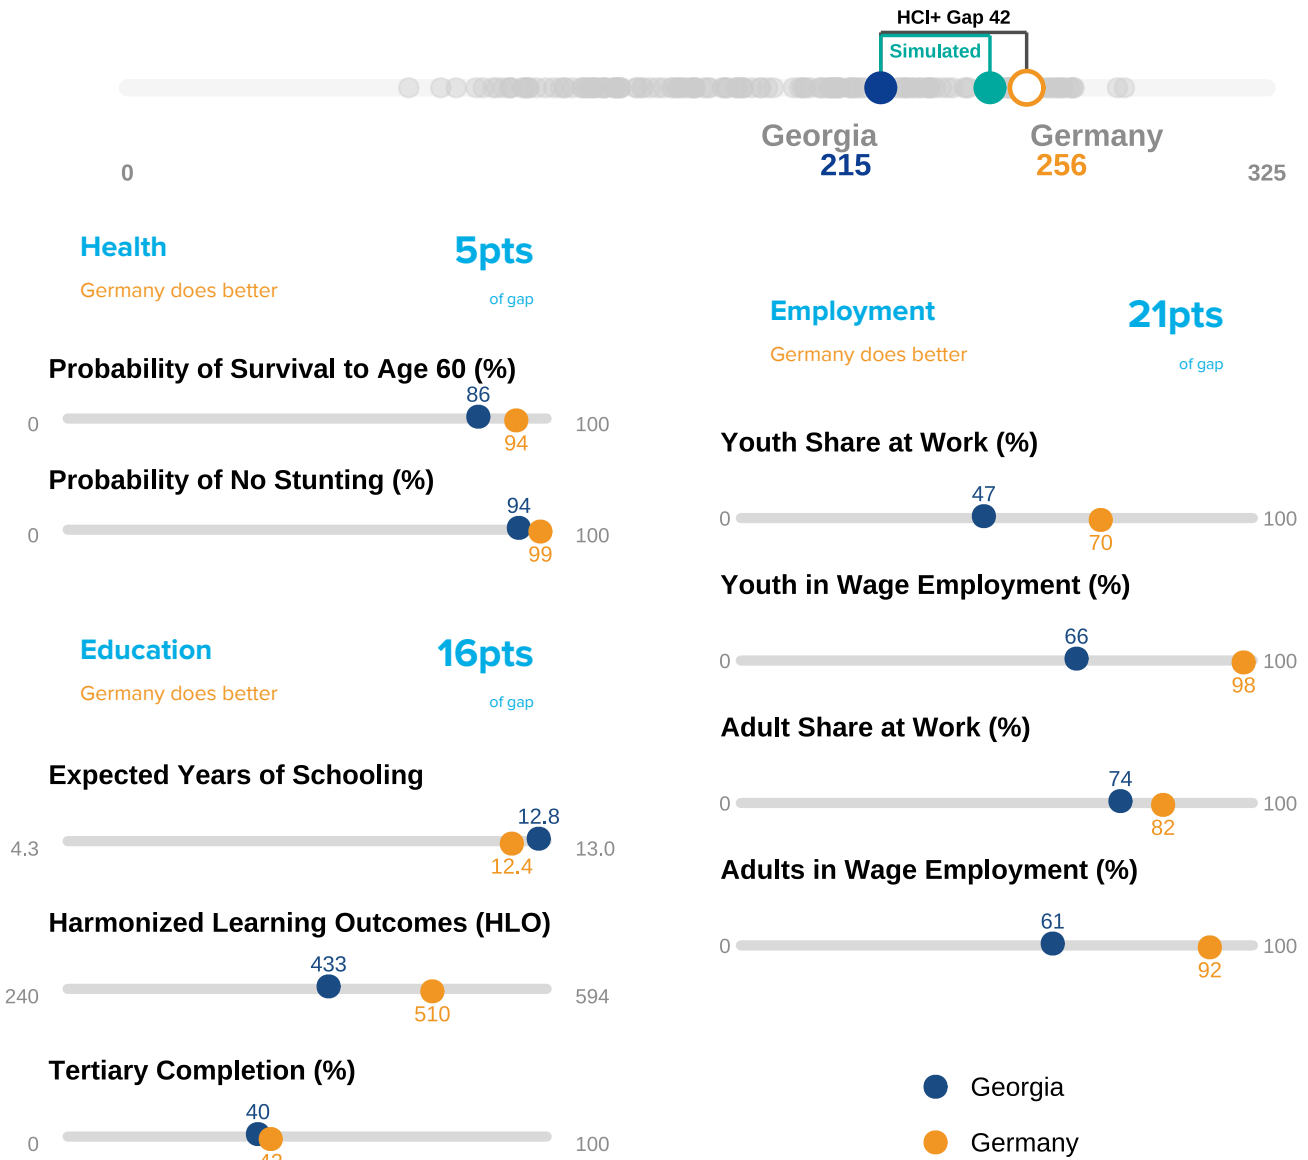 HCI+ Gap 42
Simulated
Georgia
215
Germany
256
0
325
Health
5pts
Germany does better
of gap
Probability of Survival to Age 60 (%)
86
0
100
94
Probability of No Stunting (%)
94
0
100
99
Education
16pts
Germany does better
of gap
Expected Years of Schooling
12.8
4.3
13.0
12.4
Harmonized Learning Outcomes (HLO)
433
240
594
510
Tertiary Completion (%)
40
0
100
Employment
21pts
Germany does better
of gap
Youth Share at Work (%)
47
0
100
70
Youth in Wage Employment (%)
66
0
100
98
Adult Share at Work (%)
74
0
100
82
Adults in Wage Employment (%)
61
0
100
92
Georgia
Germany